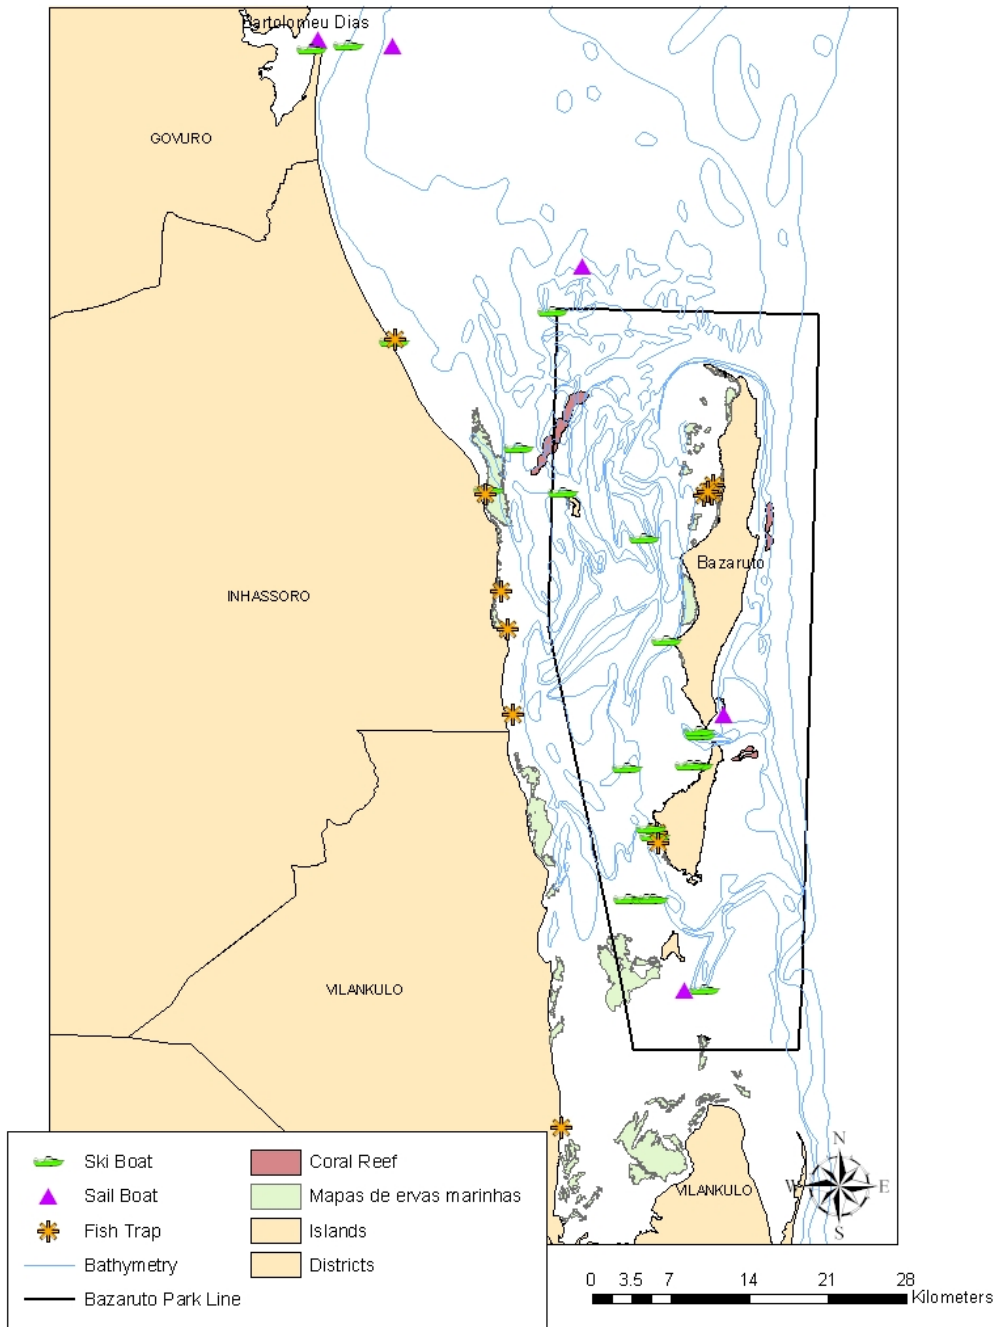 Bartolomeu Dias
GOVURO
INHASSORO
Bazaruto
VILANKULO
VILANKULO
N
W E
S
Ski Boat
Sail Boat
Fish Trap
Bathymetry
Bazaruto Park Line
Coral Reef
Mapas de ervas marinhas
Islands
Districts
0 3.5 7 14 21 28
Kilometers